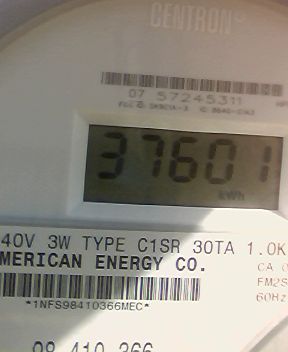 CENTRON®
07 57245311
37601
kWh
40V 3W TYPE C1SR 30TA 1.0K
MERICAN ENERGY CO.
CA 0
FM2S
60Hz
*1NFS98410366MEC*
98 410 366